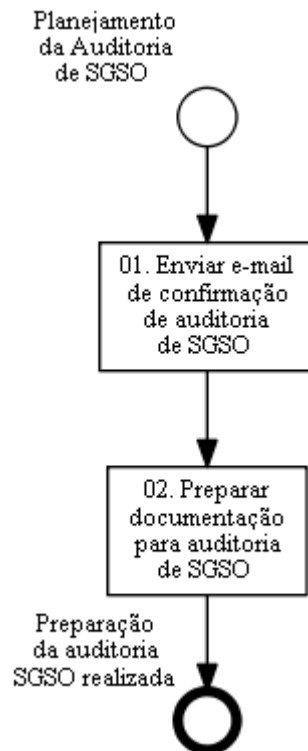 Planejamento
da Auditoria
de SGSO
01. Enviar e-mail
de confirmação
de auditoria
de SGSO
02. Preparar
documentação
para auditoria
de SGSO
Preparação
da auditoria
SGSO realizada